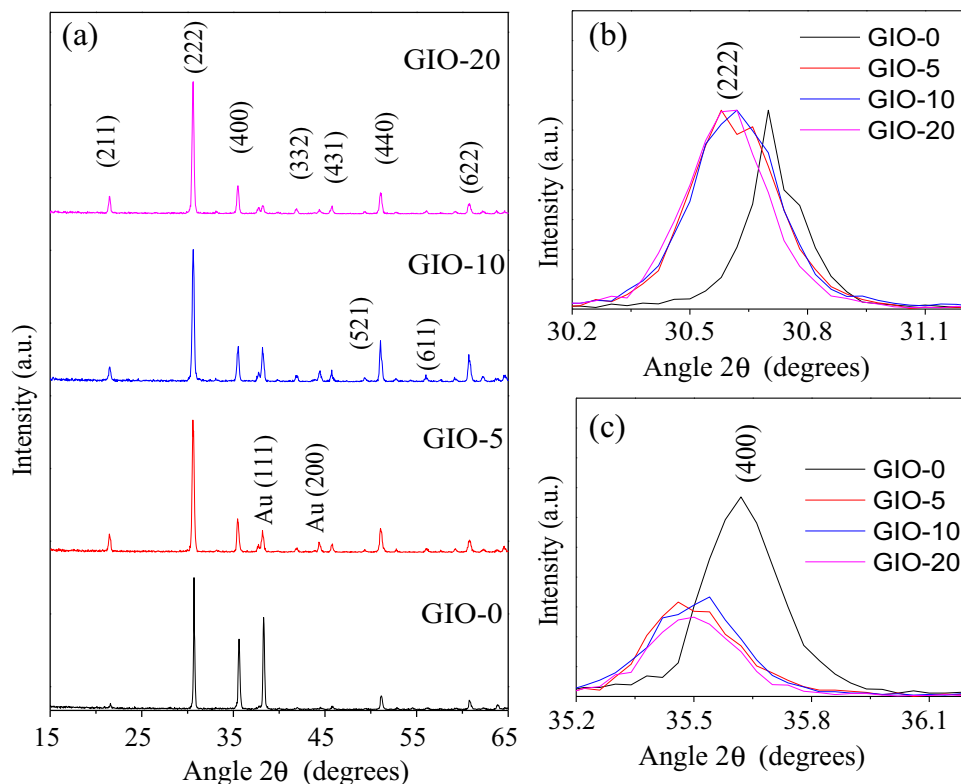 (a)
GIO-20
(222)
(211)
(400)
(332)
(431)
(440)
(622)
GIO-10
(521)
(611)
GIO-5
Au (111)
Au (200)
GIO-0
Intensity (a.u.)
15 25 35 45 55 65
Angle 2θ (degrees)
(b)
(222)
GIO-0
GIO-5
GIO-10
GIO-20
Intensity (a.u.)
30.2 30.5 30.8 31.1
Angle 2θ (degrees)
(c)
(400)
GIO-0
GIO-5
GIO-10
GIO-20
Intensity (a.u.)
35.2 35.5 35.8 36.1
Angle 2θ (degrees)